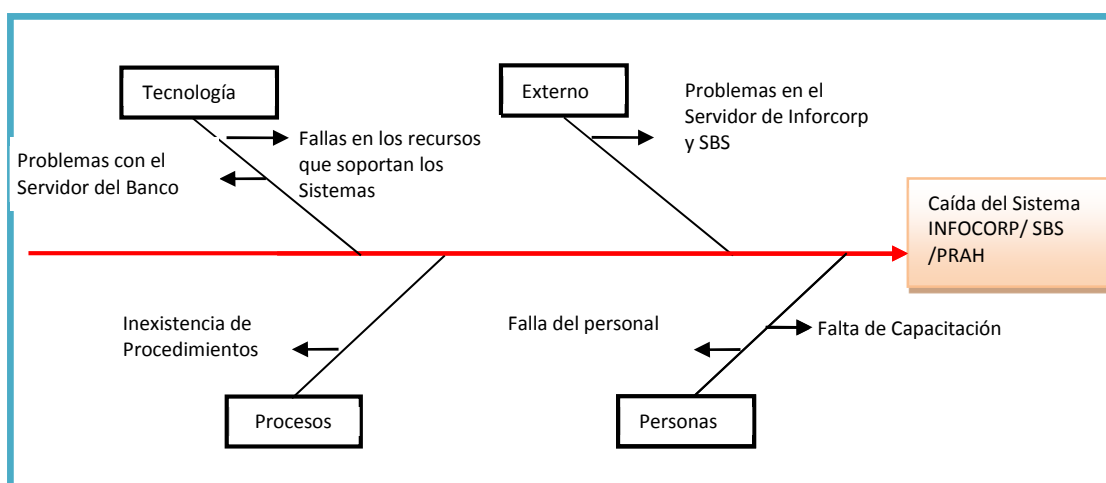 Tecnología
Externo
Problemas en el
Servidor de Inforcorp
y SBS
Fallas en los recursos
que soportan los
Sistemas
Problemas con el
Servidor del Banco
Caída del Sistema
INFOCORP/ SBS
/PRAH
Inexistencia de
Procedimientos
Falla del personal
Falta de Capacitación
Procesos
Personas